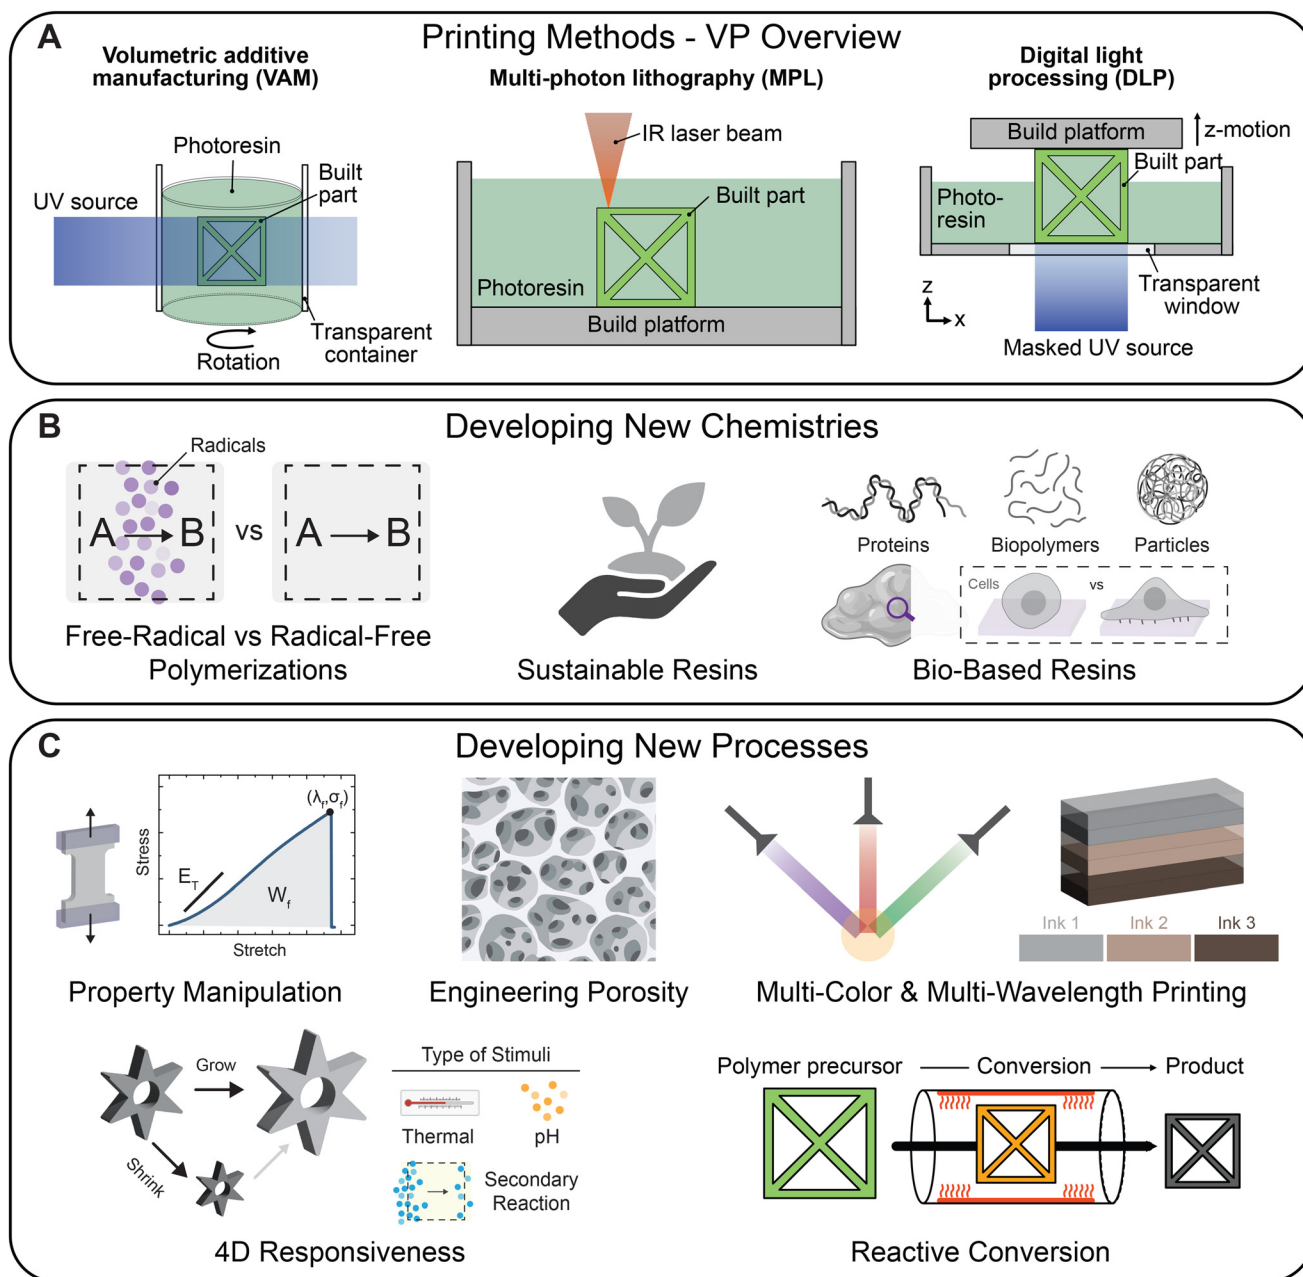 A
Printing Methods - VP Overview
Volumetric additive
manufacturing (VAM)
Photoresin
Built
part
UV source
Transparent
container
Rotation
Multi-photon lithography (MPL)
IR laser beam
Built part
Photoresin
Build platform
Digital light
processing (DLP)
Build platform
z-motion
Built part
Photo-
resin
Transparent
window
z
x
Masked UV source
B
Developing New Chemistries
Radicals
A B
vs
A B
Free-Radical vs Radical-Free
Polymerizations
Sustainable Resins
Proteins
Biopolymers
Particles
Cells
vs
Bio-Based Resins
C
Developing New Processes
Stress
(λf,σf)
ET
Wf
Stretch
Property Manipulation
Engineering Porosity
Ink 1
Ink 2
Ink 3
Multi-Color & Multi-Wavelength Printing
Grow
Shrink
Type of Stimuli
Thermal
pH
Secondary
Reaction
4D Responsiveness
Polymer precursor
Conversion
Product
Reactive Conversion